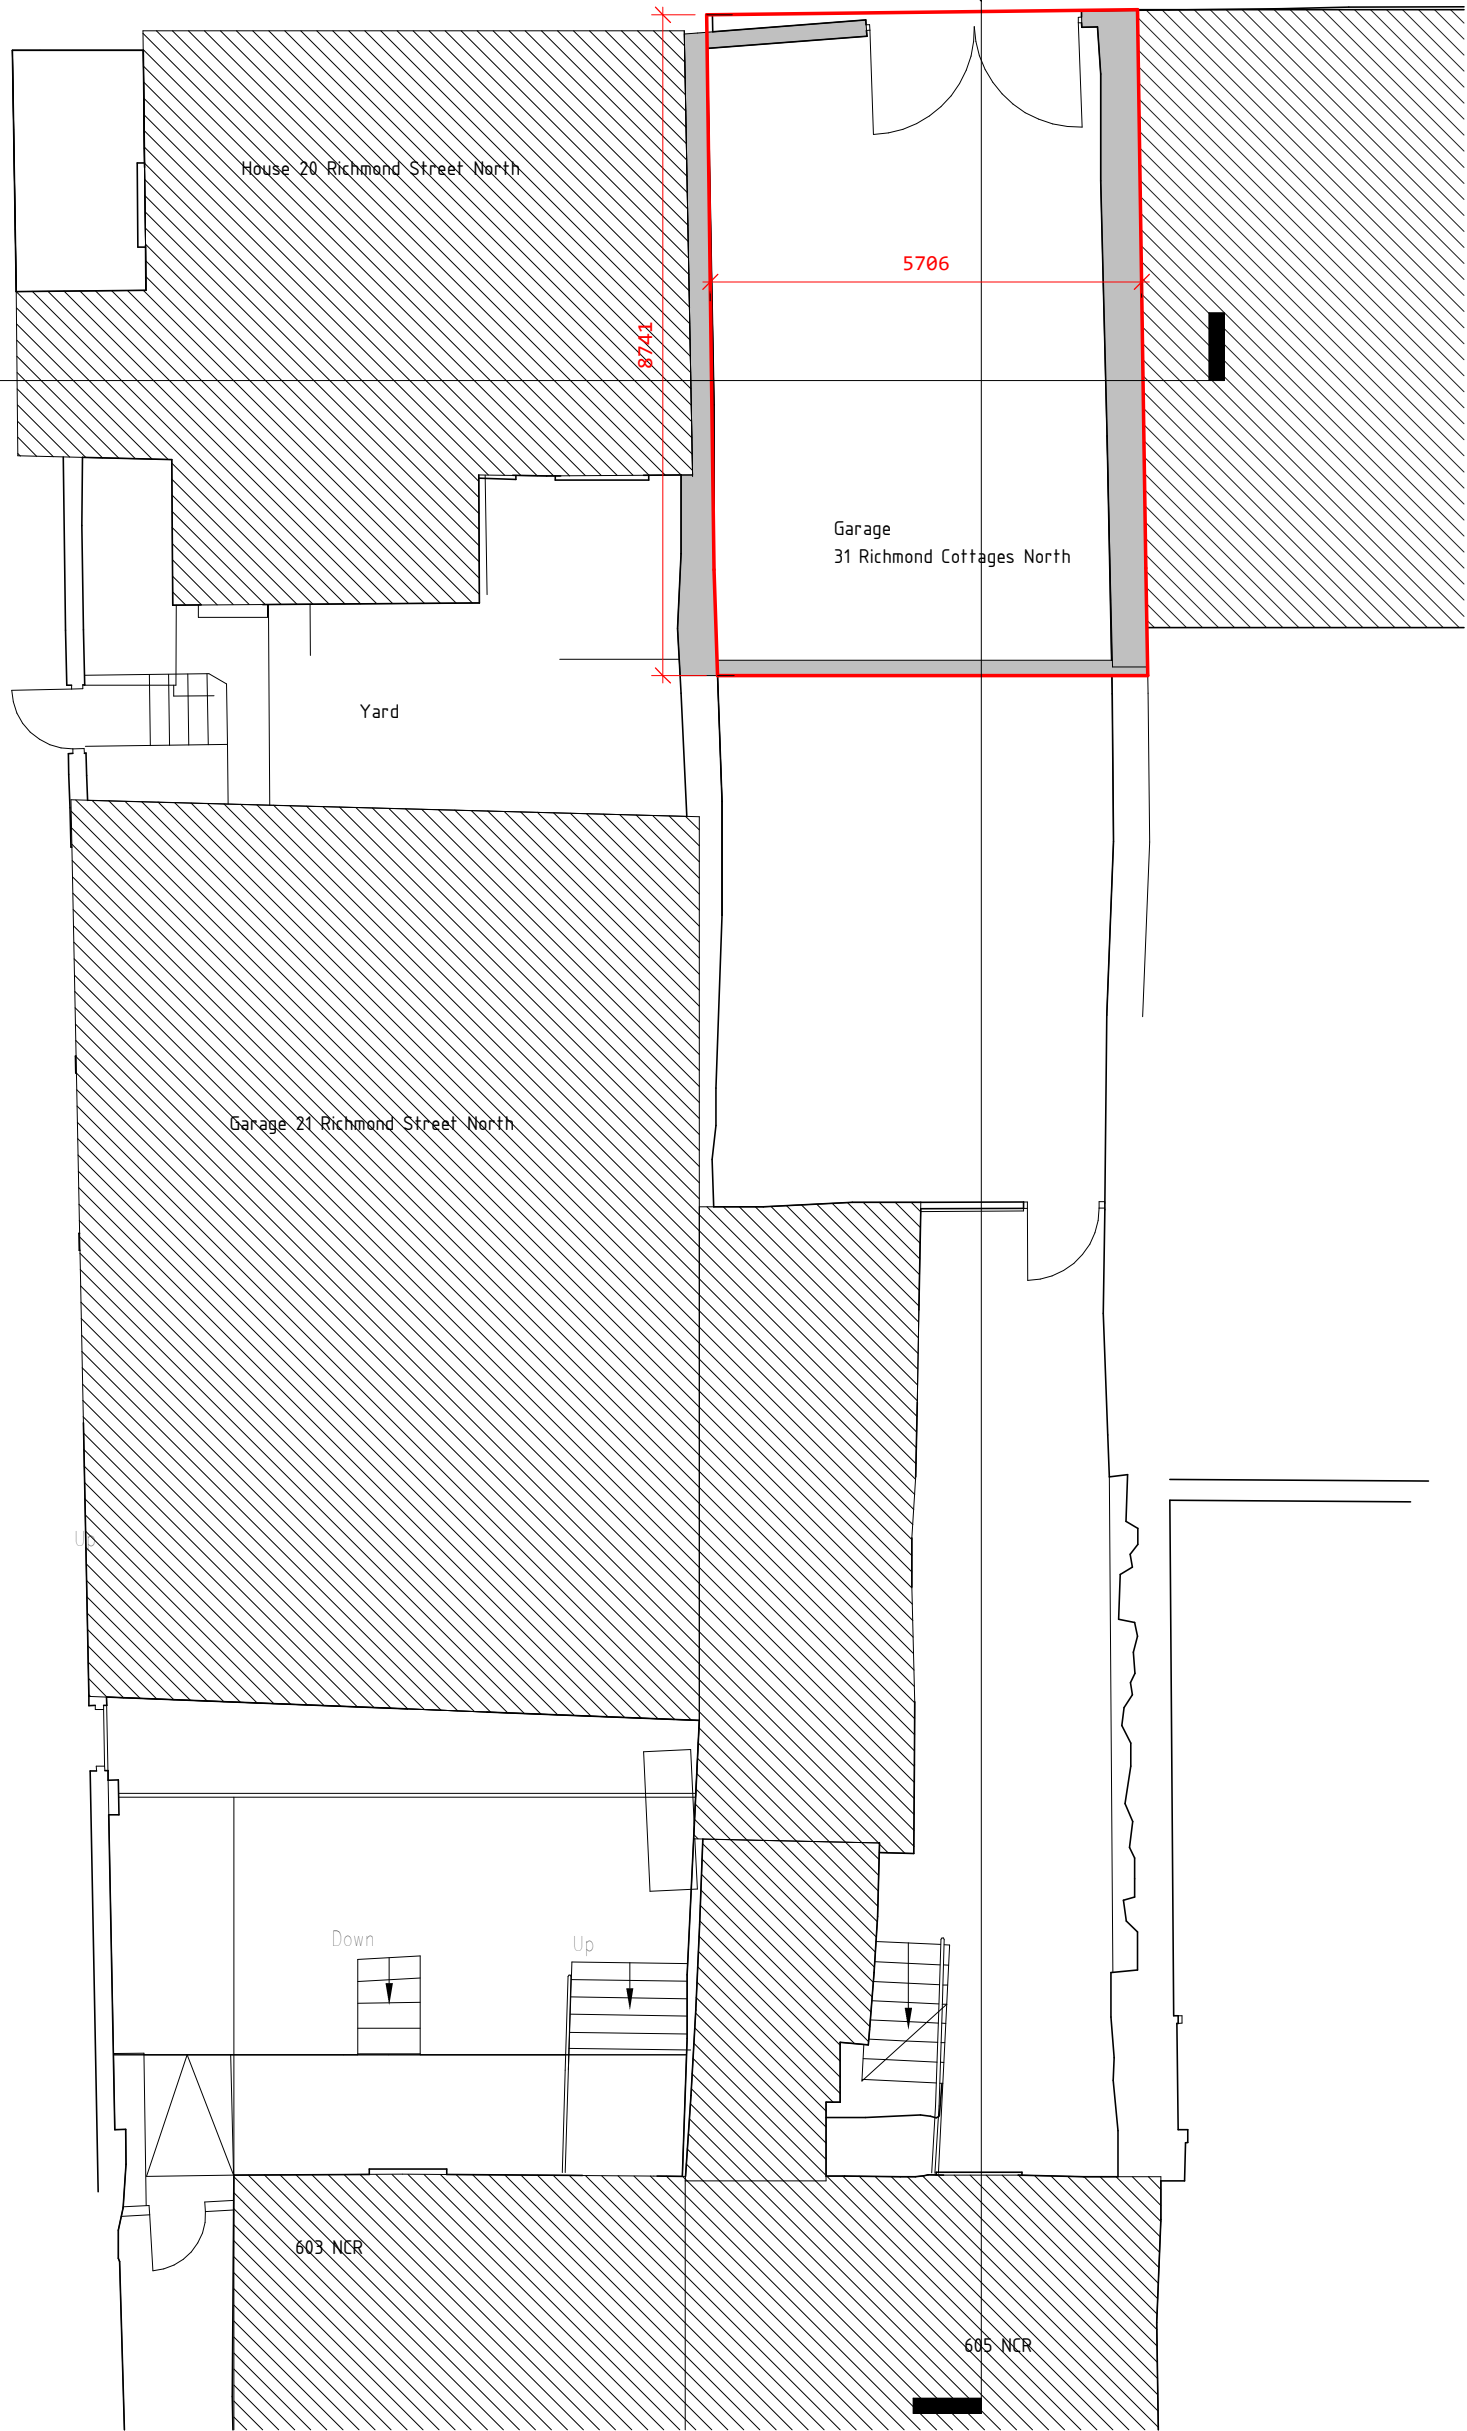 House 20 Richmond Street North
5706
8741
Garage
31 Richmond Cottages North
Yard
Garage 21 Richmond Street North
Up
Down
Up
603 NCR
605 NCR